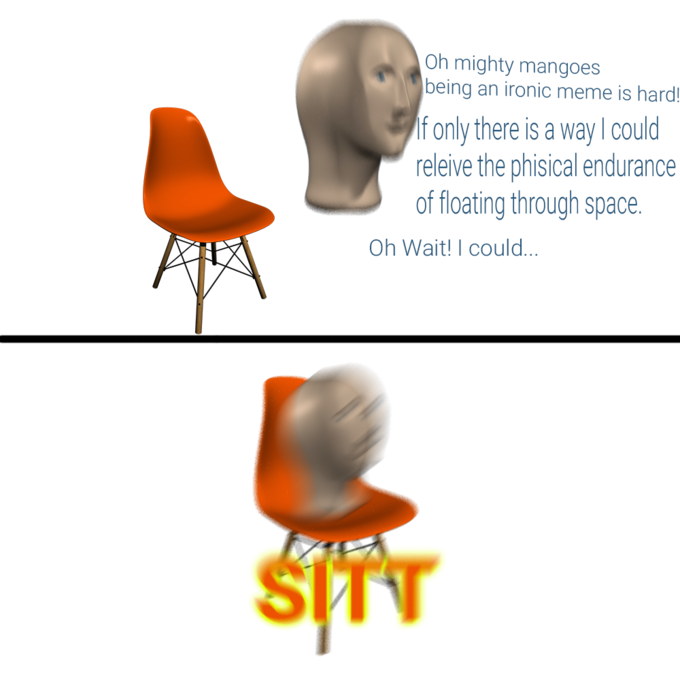 Oh mighty mangoes
being an ironic meme is hard!
If only there is a way I could
releive the phisical endurance
of floating through space.
Oh Wait! I could...
SITT